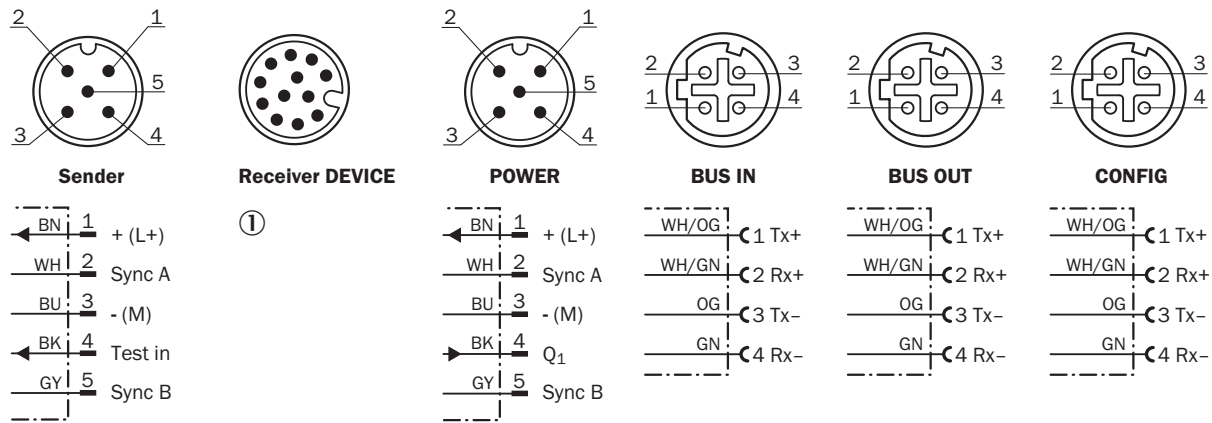 2 1
5
3 4
Sender
BN 1 + (L+)
WH 2 Sync A
BU 3 - (M)
BK 4 Test in
GY 5 Sync B
Receiver DEVICE
①
2 1
5
3 4
POWER
BN 1 + (L+)
WH 2 Sync A
BU 3 - (M)
BK 4 Q₁
GY 5 Sync B
2 3
1 4
BUS IN
WH/OG 1 Tx+
WH/GN 2 Rx+
OG 3 Tx–
GN 4 Rx–
2 3
1 4
BUS OUT
WH/OG 1 Tx+
WH/GN 2 Rx+
OG 3 Tx–
GN 4 Rx–
2 3
1 4
CONFIG
WH/OG 1 Tx+
WH/GN 2 Rx+
OG 3 Tx–
GN 4 Rx–